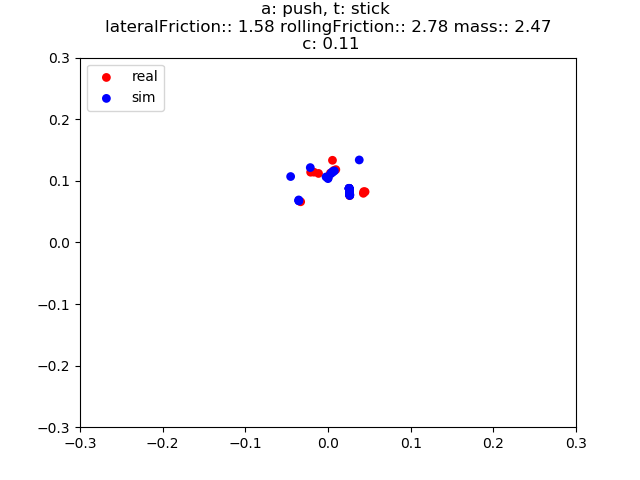 a: push, t: stick
lateralFriction:: 1.58 rollingFriction:: 2.78 mass:: 2.47
c: 0.11
real
sim
0.3
0.2
0.1
0.0
−0.1
−0.2
−0.3
−0.3
−0.2
−0.1
0.0
0.1
0.2
0.3